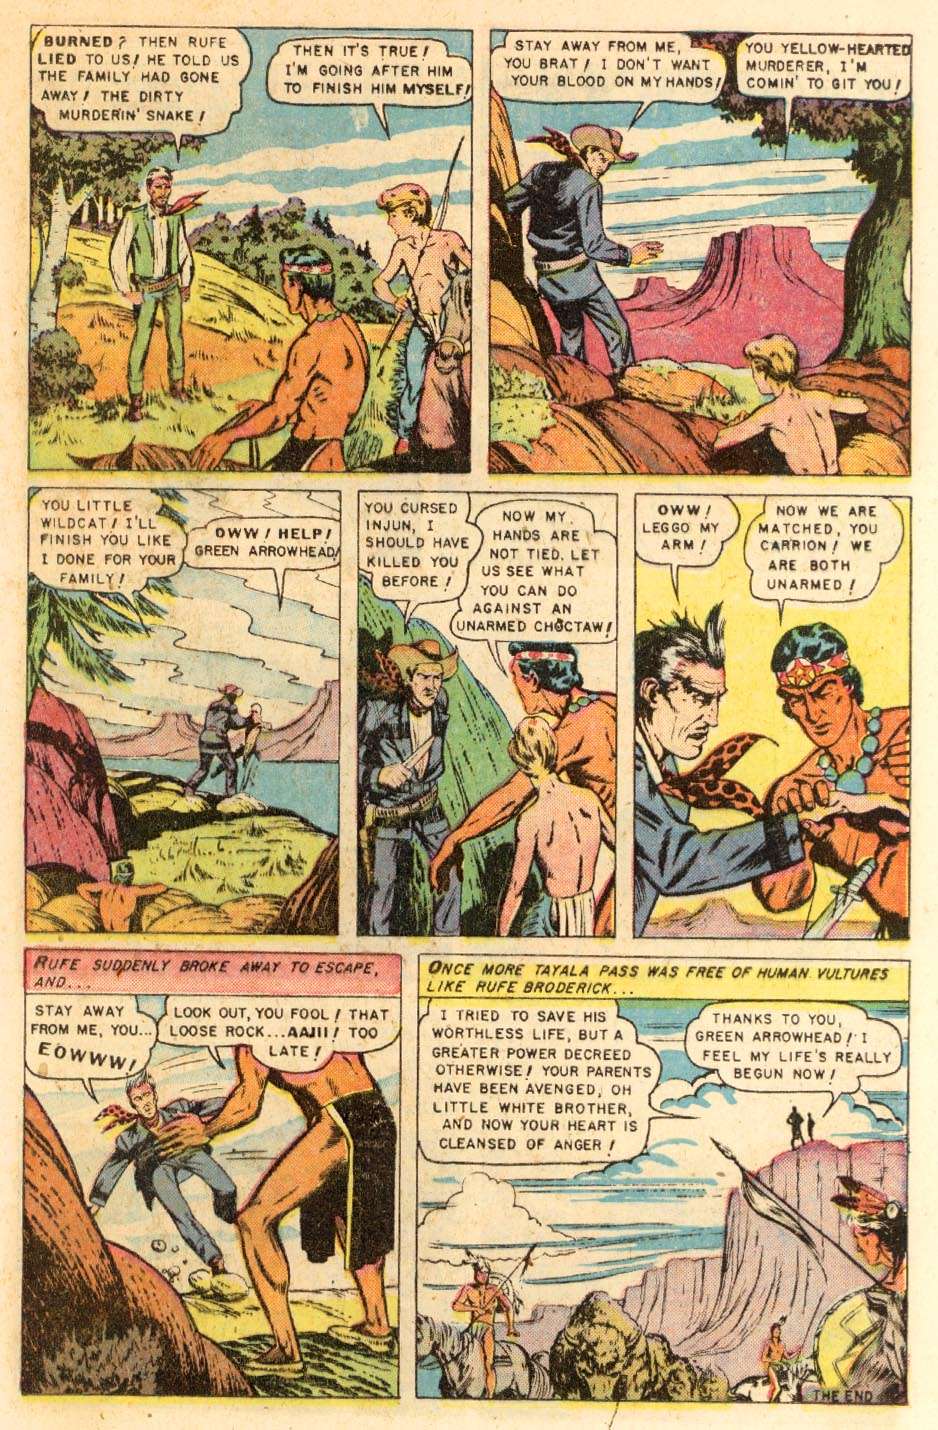 BURNED? THEN RUFE
LIED TO US! HE TOLD US
THE FAMILY HAD GONE
AWAY! THE DIRTY
MURDERIN' SNAKE!
THEN IT'S TRUE!
I'M GOING AFTER HIM
TO FINISH HIM MYSELF!
STAY AWAY FROM ME,
YOU BRAT! I DON'T WANT
YOUR BLOOD ON MY HANDS!
YOU YELLOW-HEARTED
MURDERER, I'M
COMIN' TO GIT YOU!
YOU LITTLE
WILDCAT! I'LL
FINISH YOU LIKE
I DONE FOR YOUR
FAMILY!
OWW! HELP!
GREEN ARROWHEAD!
YOU CURSED
INJUN, I
SHOULD HAVE
KILLED YOU
BEFORE!
NOW MY
HANDS ARE
NOT TIED. LET
US SEE WHAT
YOU CAN DO
AGAINST AN
UNARMED CHOCTAW!
OWW!
LEGGO MY
ARM!
NOW WE ARE
MATCHED, YOU
CARRION! WE
ARE BOTH
UNARMED!
RUFE SUDDENLY BROKE AWAY TO ESCAPE,
AND...
STAY AWAY
FROM ME, YOU...
EOWWW!
LOOK OUT, YOU FOOL! THAT
LOOSE ROCK...AAJII! TOO
LATE!
ONCE MORE TAYALA PASS WAS FREE OF HUMAN VULTURES
LIKE RUFE BRODERICK...
I TRIED TO SAVE HIS
WORTHLESS LIFE, BUT A
GREATER POWER DECREED
OTHERWISE! YOUR PARENTS
HAVE BEEN AVENGED, OH
LITTLE WHITE BROTHER,
AND NOW YOUR HEART IS
CLEANSED OF ANGER!
THANKS TO YOU,
GREEN ARROWHEAD! I
FEEL MY LIFE'S REALLY
BEGUN NOW!
THE END